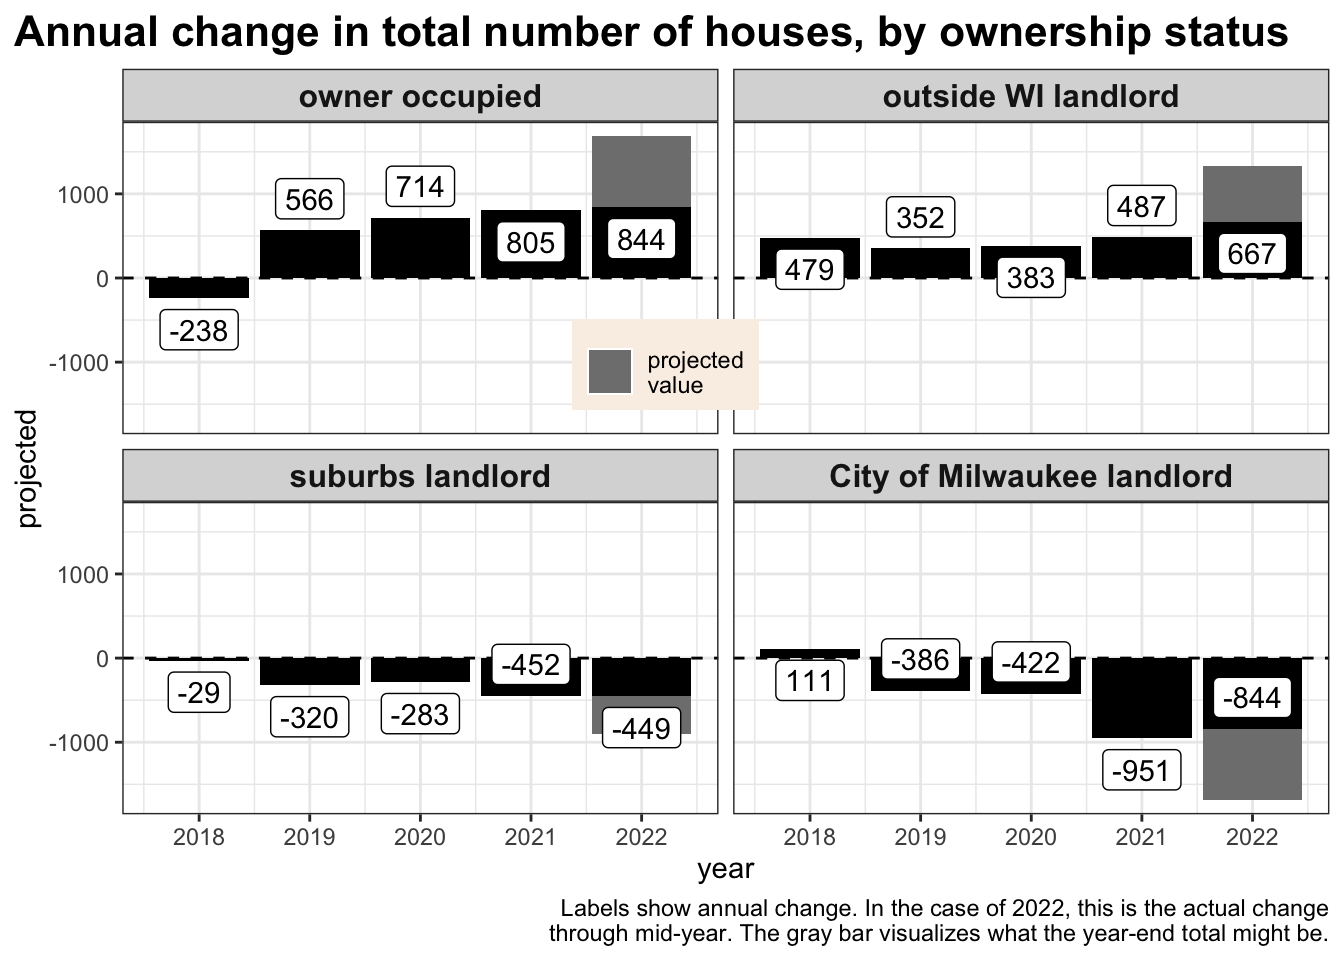 Annual change in total number of houses, by ownership status
owner occupied
outside WI landlord
1000
0
-1000
-238
566
714
805
844
479
352
383
487
667
projected
value
projected
suburbs landlord
City of Milwaukee landlord
1000
0
-1000
-29
-320
-283
-452
-449
111
-386
-422
-951
-844
2018 2019 2020 2021 2022
2018 2019 2020 2021 2022
year
Labels show annual change. In the case of 2022, this is the actual change
through mid-year. The gray bar visualizes what the year-end total might be.